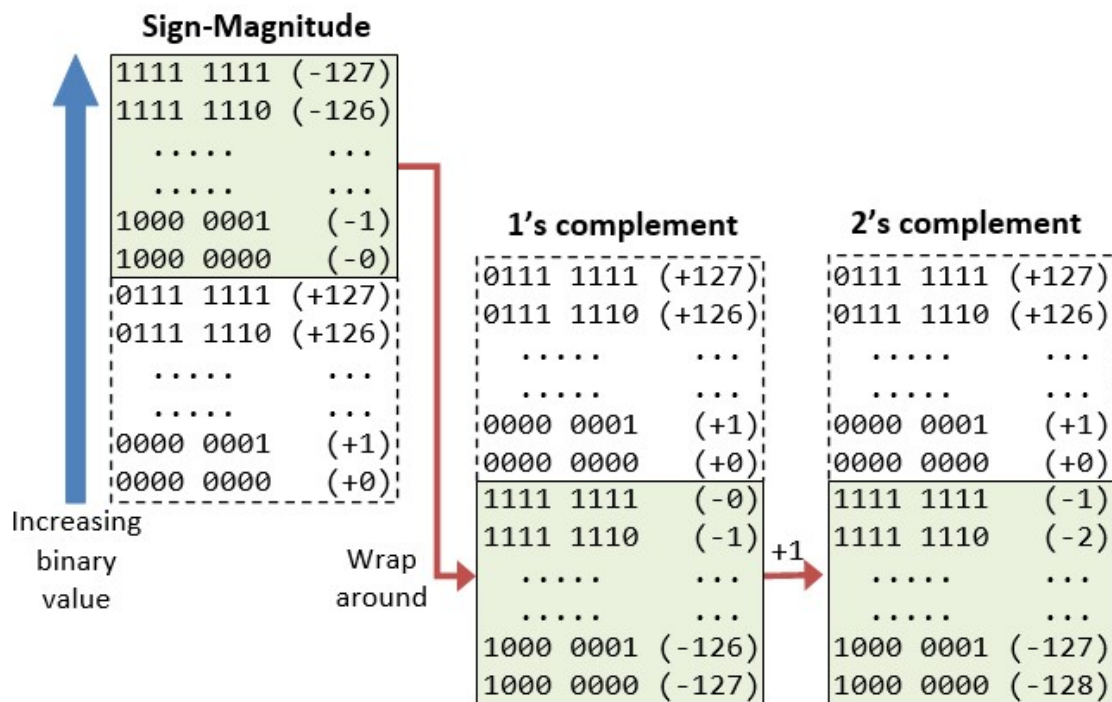 Sign-Magnitude
1111 1111 (-127)
1111 1110 (-126)
..... ...
..... ...
1000 0001 (-1)
1000 0000 (-0)
0111 1111 (+127)
0111 1110 (+126)
..... ...
..... ...
0000 0001 (+1)
0000 0000 (+0)
Increasing
binary
value
Wrap
around
1's complement
0111 1111 (+127)
0111 1110 (+126)
..... ...
..... ...
0000 0001 (+1)
0000 0000 (+0)
1111 1111 (-0)
1111 1110 (-1)
..... ...
..... ...
1000 0001 (-126)
1000 0000 (-127)
+1
2's complement
0111 1111 (+127)
0111 1110 (+126)
..... ...
..... ...
0000 0001 (+1)
0000 0000 (+0)
1111 1111 (-1)
1111 1110 (-2)
..... ...
..... ...
1000 0001 (-127)
1000 0000 (-128)